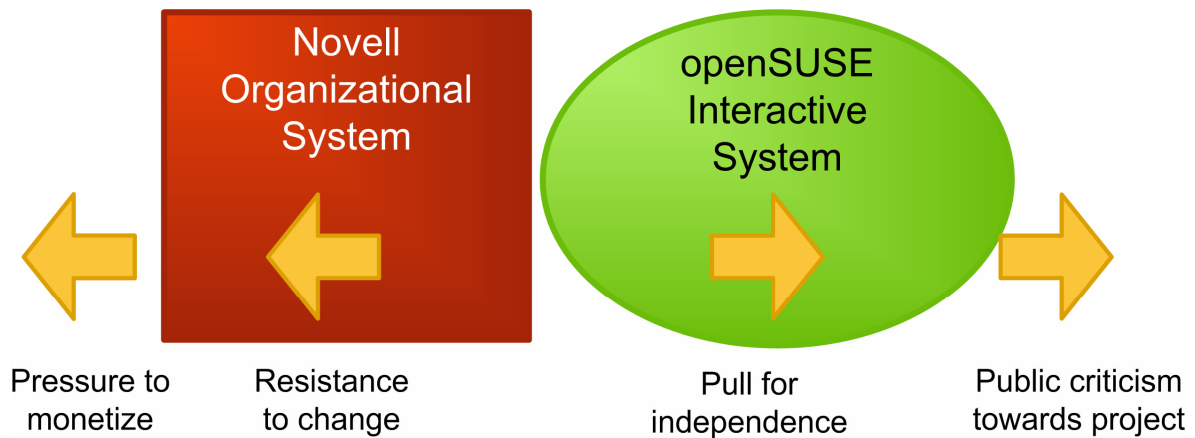 Novell
Organizational
System
openSUSE
Interactive
System
Pressure to
monetize
Resistance
to change
Pull for
independence
Public criticism
towards project